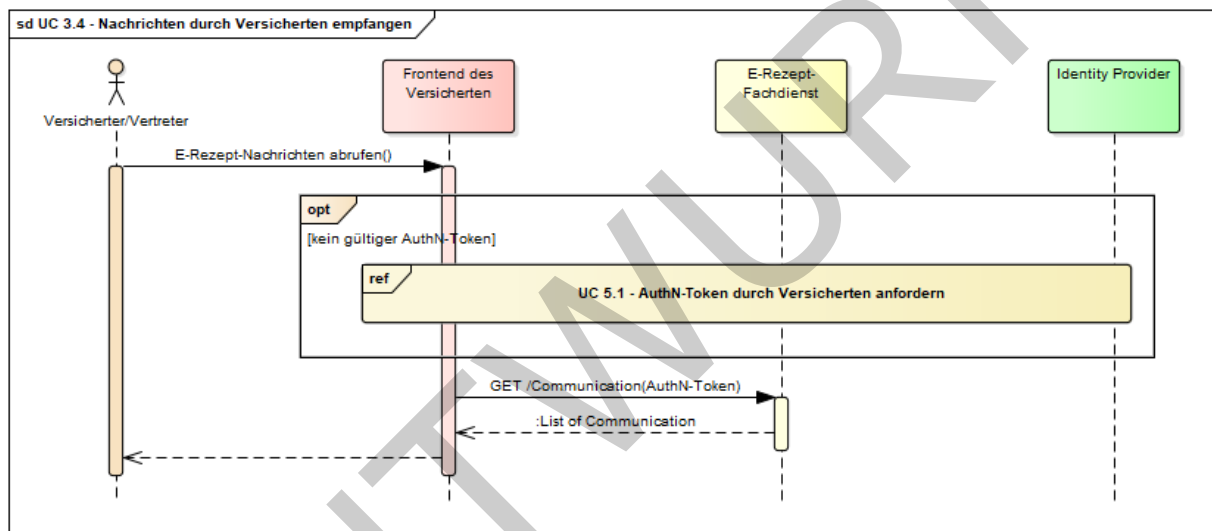 sd UC 3.4 - Nachrichten durch Versicherten empfangen
Versicherter/Vertreter
Frontend des
Versicherten
E-Rezept-
Fachdienst
Identity Provider
E-Rezept-Nachrichten abrufen()
opt
[kein gültiger AuthN-Token]
ref
UC 5.1 - AuthN-Token durch Versicherten anfordern
GET /Communication(AuthN-Token)
:List of Communication